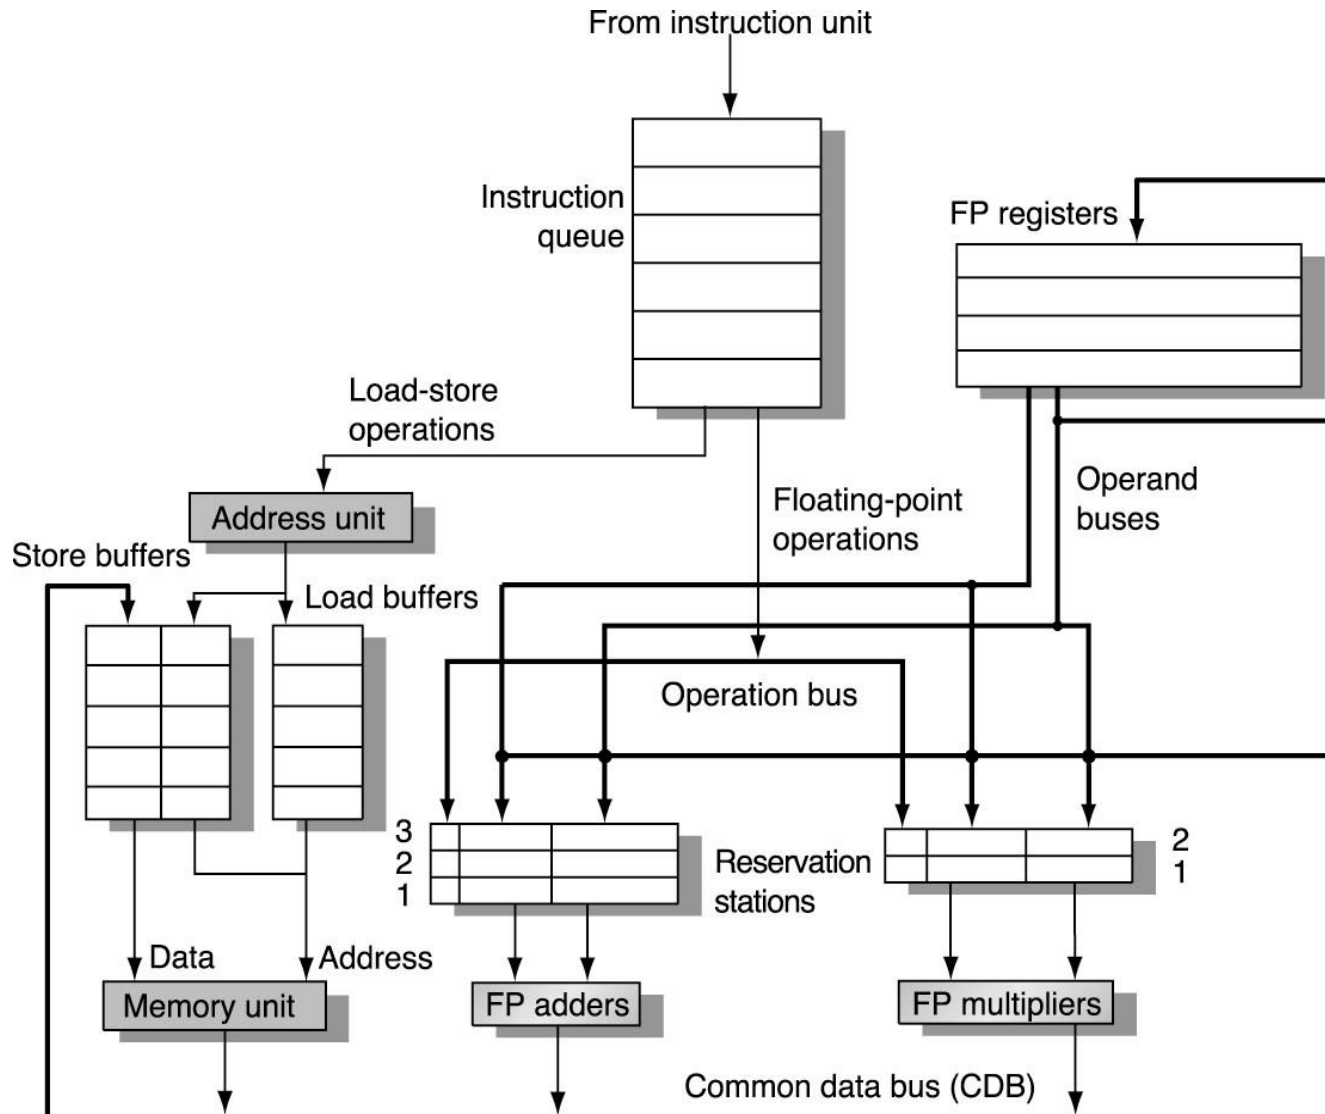 From instruction unit
Instruction
queue
FP registers
Load-store
operations
Address unit
Floating-point
operations
Operand
buses
Store buffers
Load buffers
Operation bus
3
2
1
Reservation
stations
2
1
Data
Address
Memory unit
FP adders
FP multipliers
Common data bus (CDB)